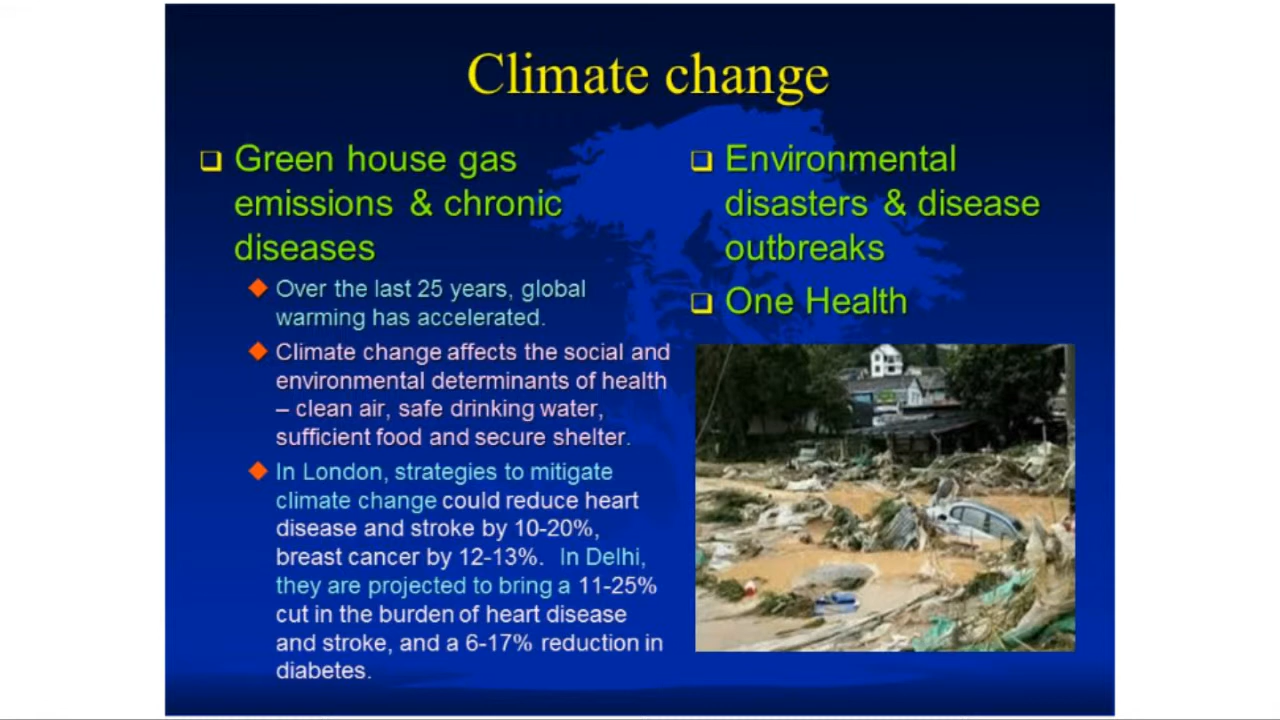 Climate change
Green house gas
emissions & chronic
diseases
Over the last 25 years, global
warming has accelerated.
Climate change affects the social and
environmental determinants of health
– clean air, safe drinking water,
sufficient food and secure shelter.
In London, strategies to mitigate
climate change could reduce heart
disease and stroke by 10-20%,
breast cancer by 12-13%. In Delhi,
they are projected to bring a 11-25%
cut in the burden of heart disease
and stroke, and a 6-17% reduction in
diabetes.
Environmental
disasters & disease
outbreaks
One Health